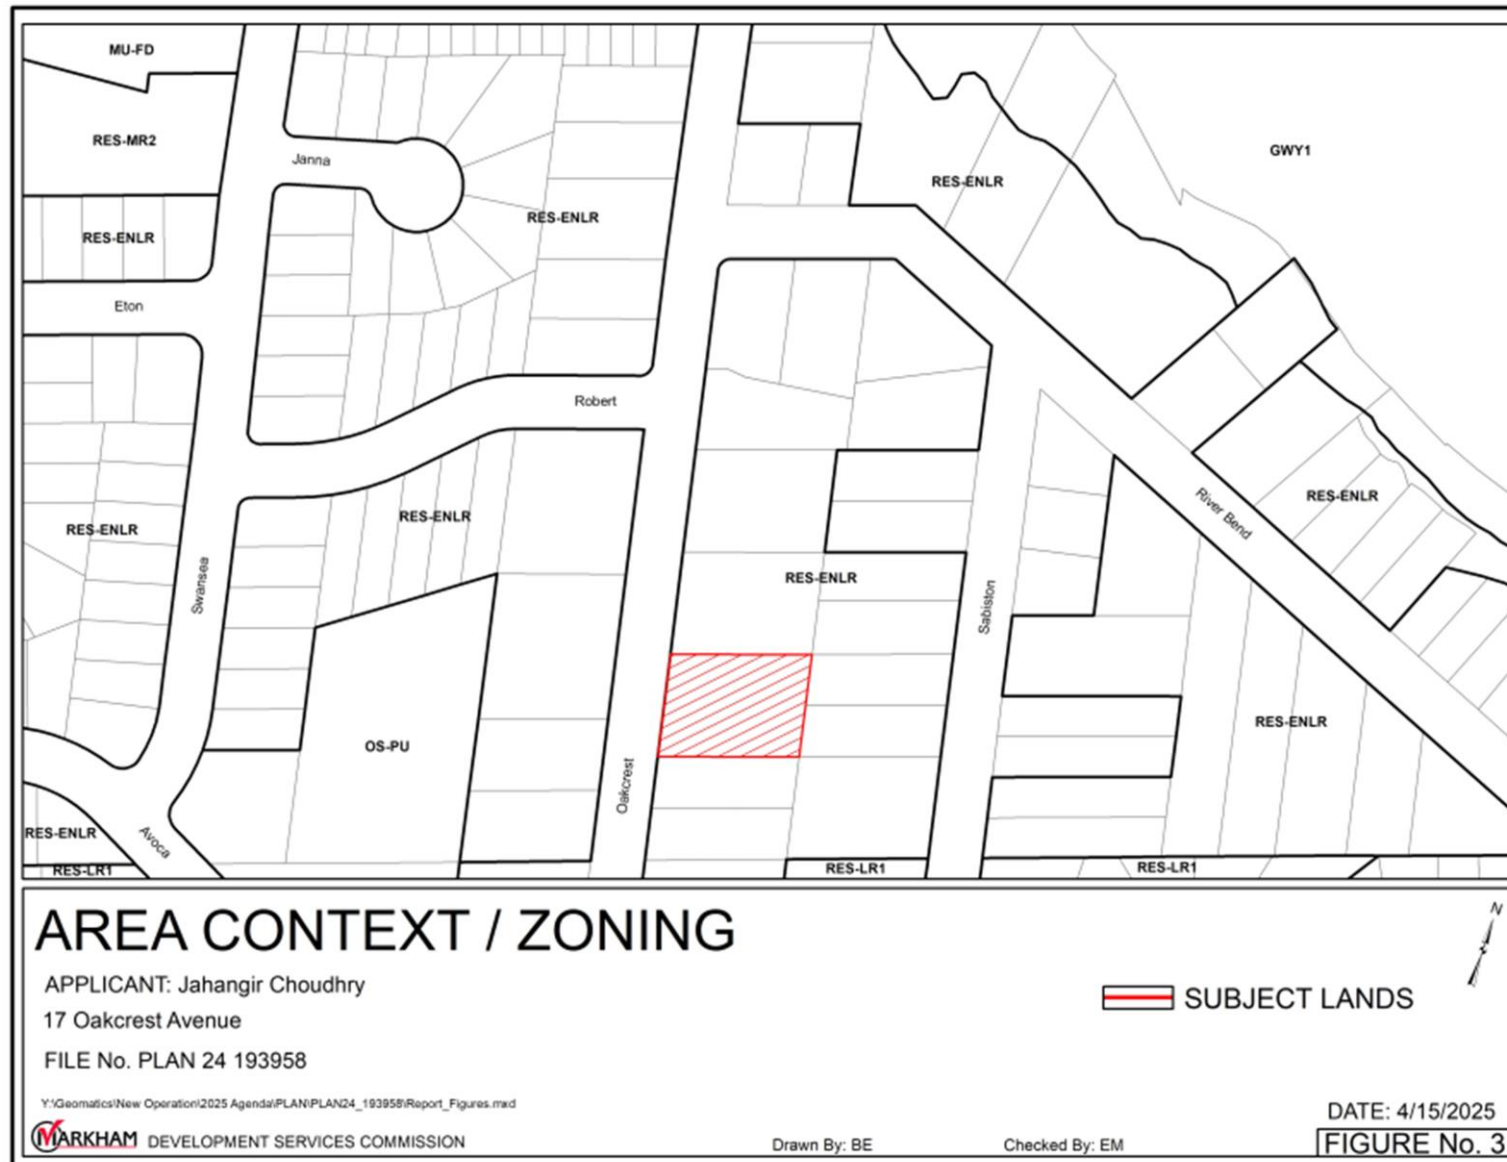 MU-FD
RES-MR2
Janna
GWY1
RES-ENLR
RES-ENLR
RES-ENLR
Eton
Robert
RES-ENLR
River Bend
RES-ENLR
RES-ENLR
Swansea
RES-ENLR
Sabiston
RES-ENLR
OS-PU
Oakcrest
RES-ENLR
Avoca
RES-LR1
RES-LR1
RES-LR1
AREA CONTEXT / ZONING
APPLICANT: Jahangir Choudhry
17 Oakcrest Avenue
FILE No. PLAN 24 193958
Y:\Geomatics\New Operation\2025 Agenda\PLAN\PLAN24_193958\Report_Figures.mxd
MARKHAM DEVELOPMENT SERVICES COMMISSION
Drawn By: BE
Checked By: EM
N
SUBJECT LANDS
DATE: 4/15/2025
FIGURE No. 3